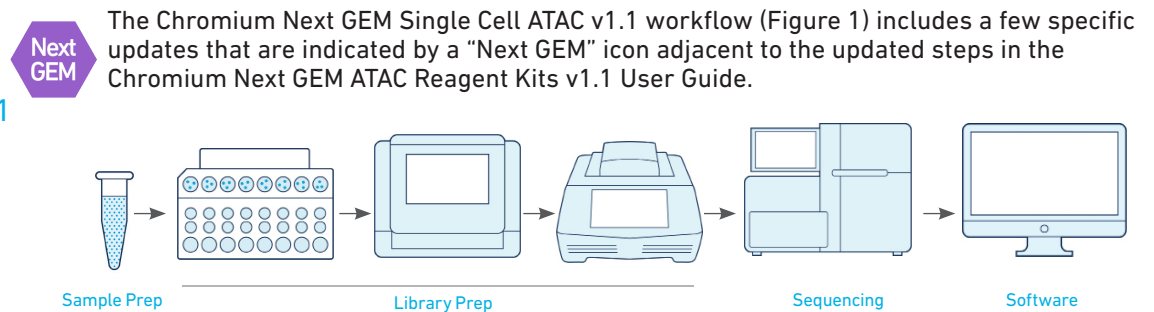 The Chromium Next GEM Single Cell ATAC v1.1 workflow (Figure 1) includes a few specific
Next
GEM
updates that are indicated by a “Next GEM” icon adjacent to the updated steps in the
Chromium Next GEM ATAC Reagent Kits v1.1 User Guide.
1
Sample Prep
Library Prep
Sequencing
Software